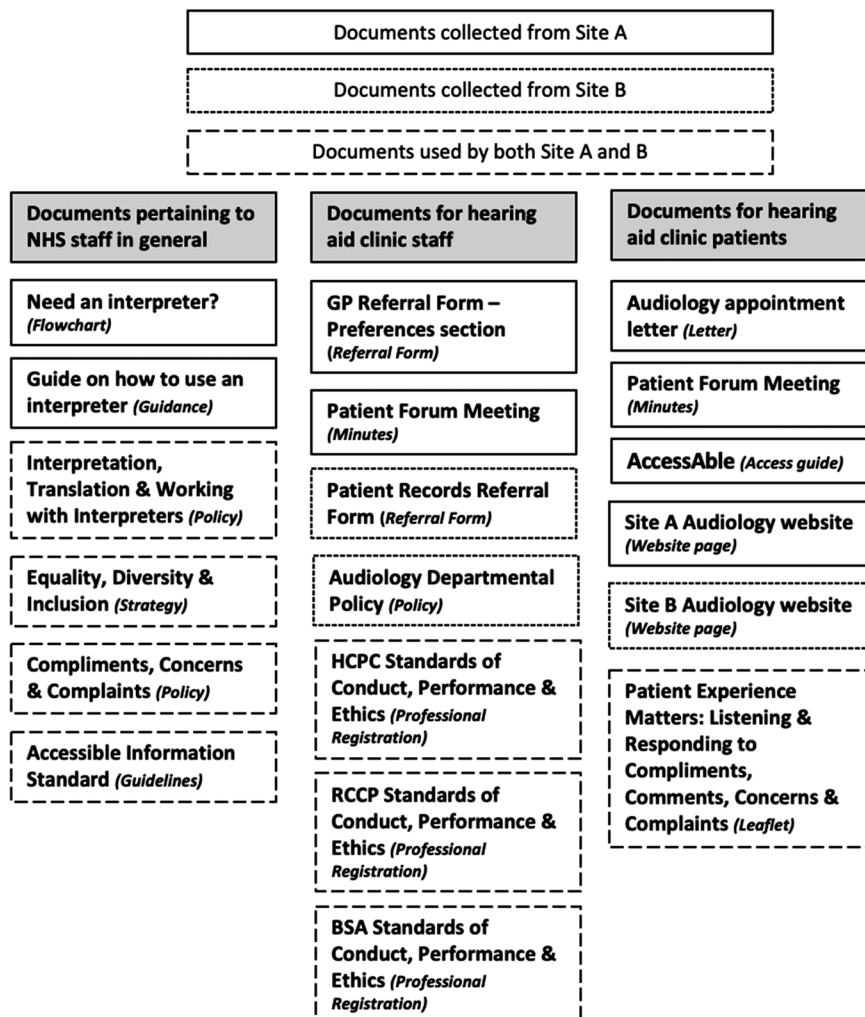 Documents collected from Site A
Documents collected from Site B
Documents used by both Site A and B
Documents pertaining to
NHS staff in general
Need an interpreter?
(Flowchart)
Guide on how to use an
interpreter (Guidance)
Interpretation,
Translation & Working
with Interpreters (Policy)
Equality, Diversity &
Inclusion (Strategy)
Compliments, Concerns
& Complaints (Policy)
Accessible Information
Standard (Guidelines)
Documents for hearing
aid clinic staff
GP Referral Form –
Preferences section
(Referral Form)
Patient Forum Meeting
(Minutes)
Patient Records Referral
Form (Referral Form)
Audiology Departmental
Policy (Policy)
HCPC Standards of
Conduct, Performance &
Ethics (Professional
Registration)
RCCP Standards of
Conduct, Performance &
Ethics (Professional
Registration)
BSA Standards of
Conduct, Performance &
Ethics (Professional
Registration)
Documents for hearing
aid clinic patients
Audiology appointment
letter (Letter)
Patient Forum Meeting
(Minutes)
AccessAble (Access guide)
Site A Audiology website
(Website page)
Site B Audiology website
(Website page)
Patient Experience
Matters: Listening &
Responding to
Compliments,
Comments, Concerns &
Complaints (Leaflet)